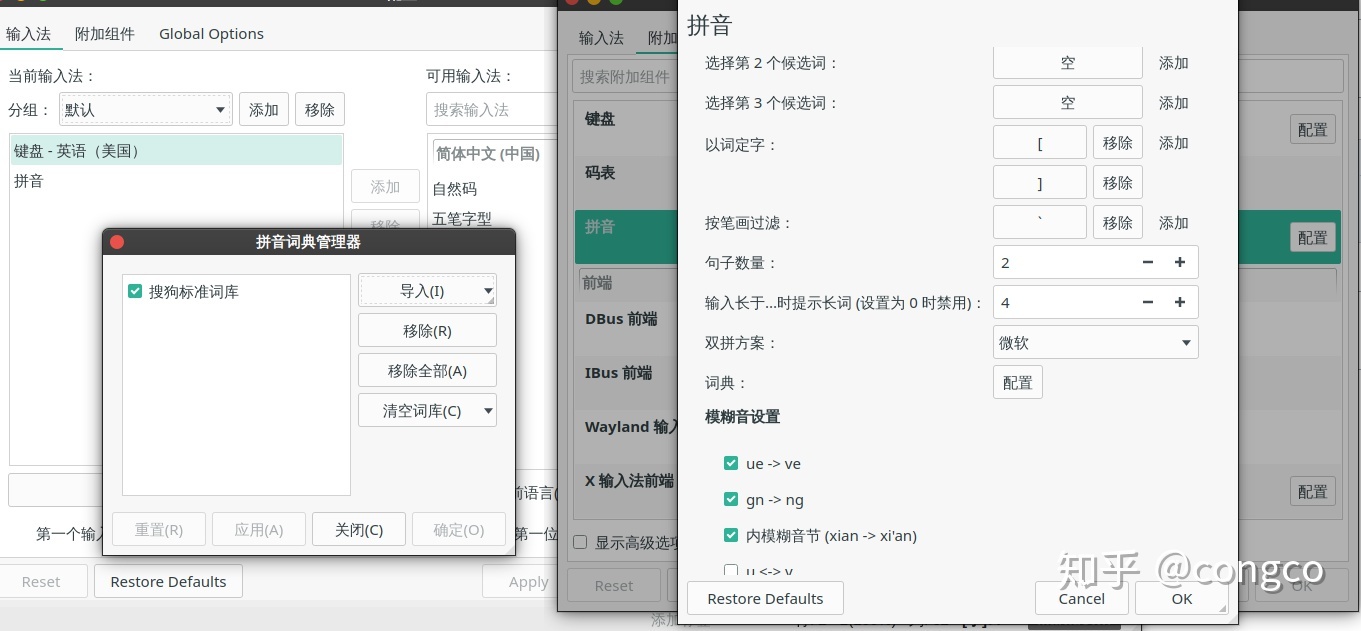 输入法 附加组件 Global Options
当前输入法：
可用输入法：
分组： 默认 添加 移除
搜索输入法
键盘 - 英语（美国）
拼音
添加
移除
简体中文 (中国)
自然码
五笔字型
拼音词典管理器
搜狗标准词库
导入(I)
移除(R)
移除全部(A)
清空词库(C)
重置(R) 应用(A) 关闭(C) 确定(O)
前语言(
第一个输入
第一位
Reset Restore Defaults Apply
输入法 附加
搜索附加组件
键盘 配置
码表
拼音 配置
前端
DBus 前端
IBus 前端
Wayland 输入
X 输入法前端 配置
显示高级选项
Reset OK
拼音
选择第 2 个候选词： 空 添加
选择第 3 个候选词： 空 添加
以词定字： [ 移除 添加
] 移除
按笔画过滤： ` 移除 添加
句子数量： 2 − +
输入长于...时提示长词 (设置为 0 时禁用)： 4 − +
双拼方案： 微软
词典： 配置
模糊音设置
ue -> ve
gn -> ng
内模糊音节 (xian -> xi'an)
u <-> v
Restore Defaults Cancel OK
知乎 @congco